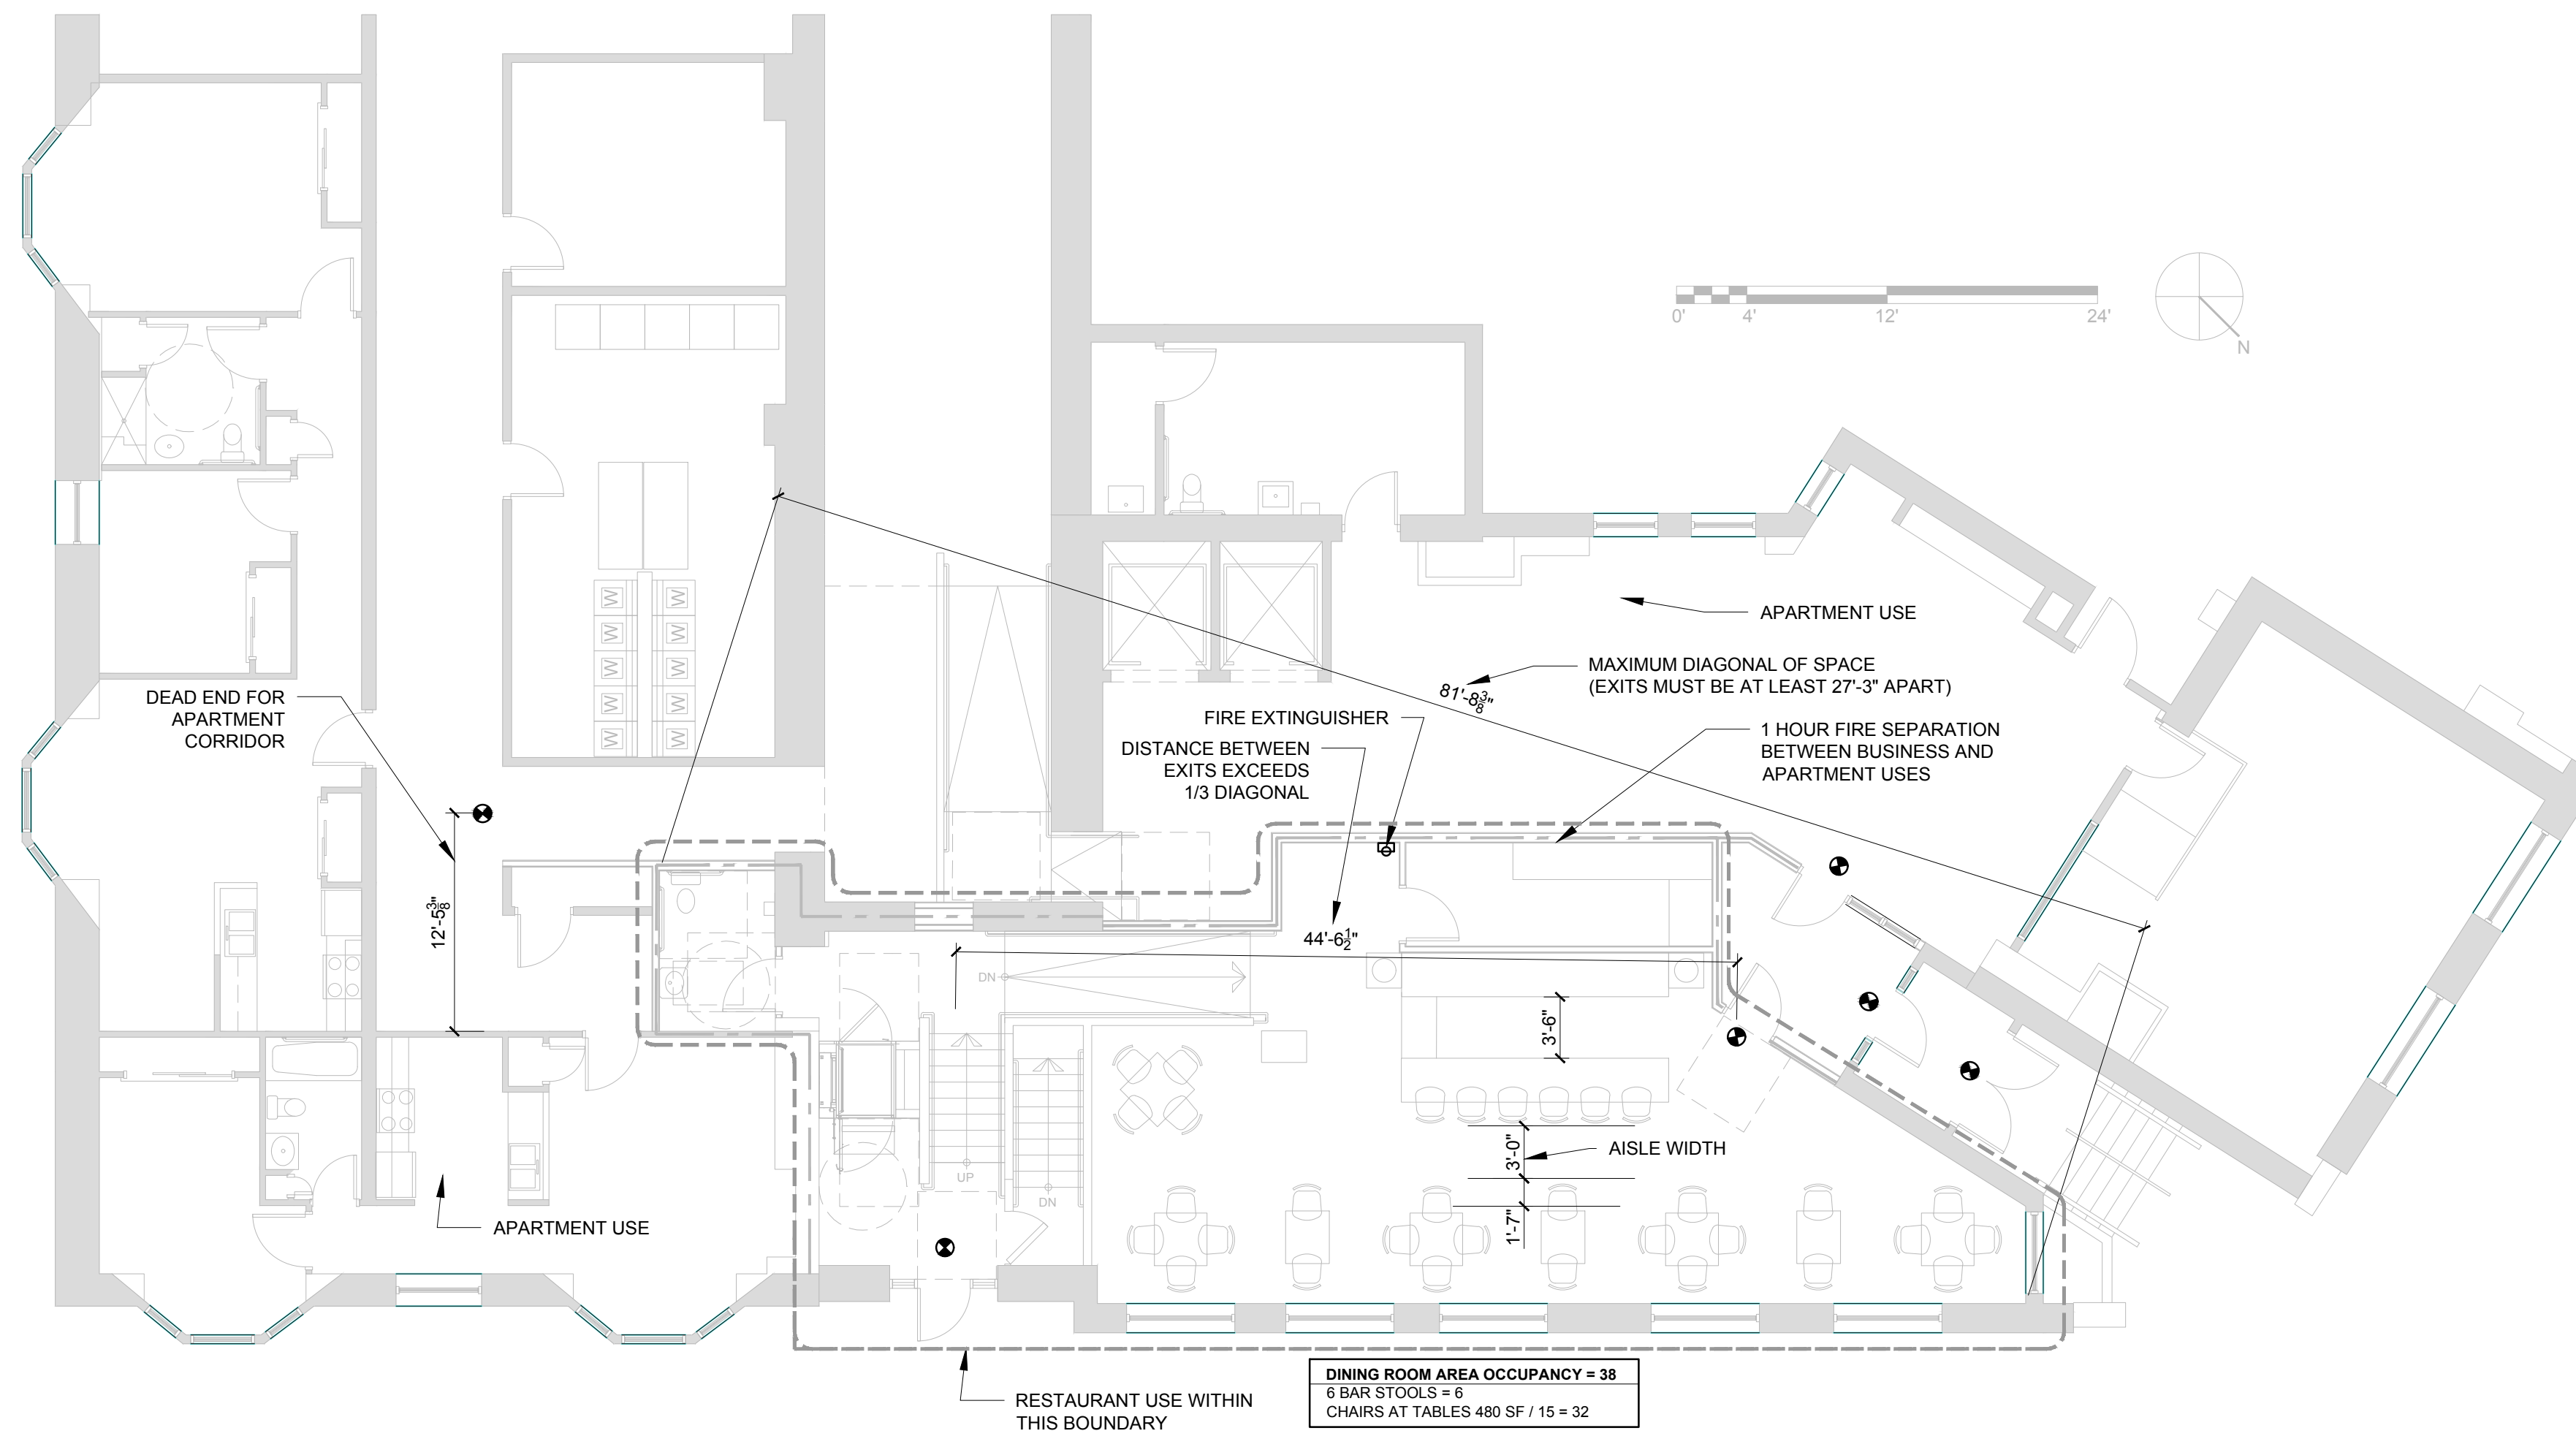 0' 4' 12' 24'
N
APARTMENT USE
MAXIMUM DIAGONAL OF SPACE
(EXITS MUST BE AT LEAST 27'-3" APART)
81'-8 3/8"
DEAD END FOR
APARTMENT
CORRIDOR
FIRE EXTINGUISHER
1 HOUR FIRE SEPARATION
BETWEEN BUSINESS AND
APARTMENT USES
DISTANCE BETWEEN
EXITS EXCEEDS
1/3 DIAGONAL
W W
W W
W W
W W
W W
12'-5 3/8"
44'-6 1/2"
DN
3'-6"
3'-0"
AISLE WIDTH
1'-7"
UP
DN
APARTMENT USE
RESTAURANT USE WITHIN
THIS BOUNDARY
DINING ROOM AREA OCCUPANCY = 38
6 BAR STOOLS = 6
CHAIRS AT TABLES 480 SF / 15 = 32